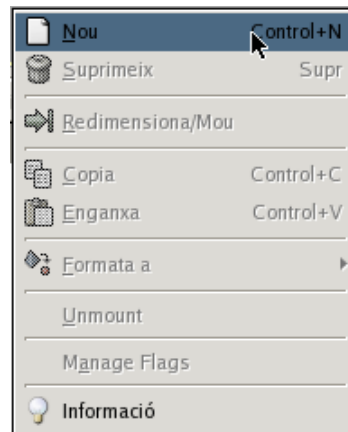 Nou Control+N
Suprimeix Supr
Redimensiona/Mou
Copia Control+C
Enganxa Control+V
Formata a
Unmount
Manage Flags
Informació